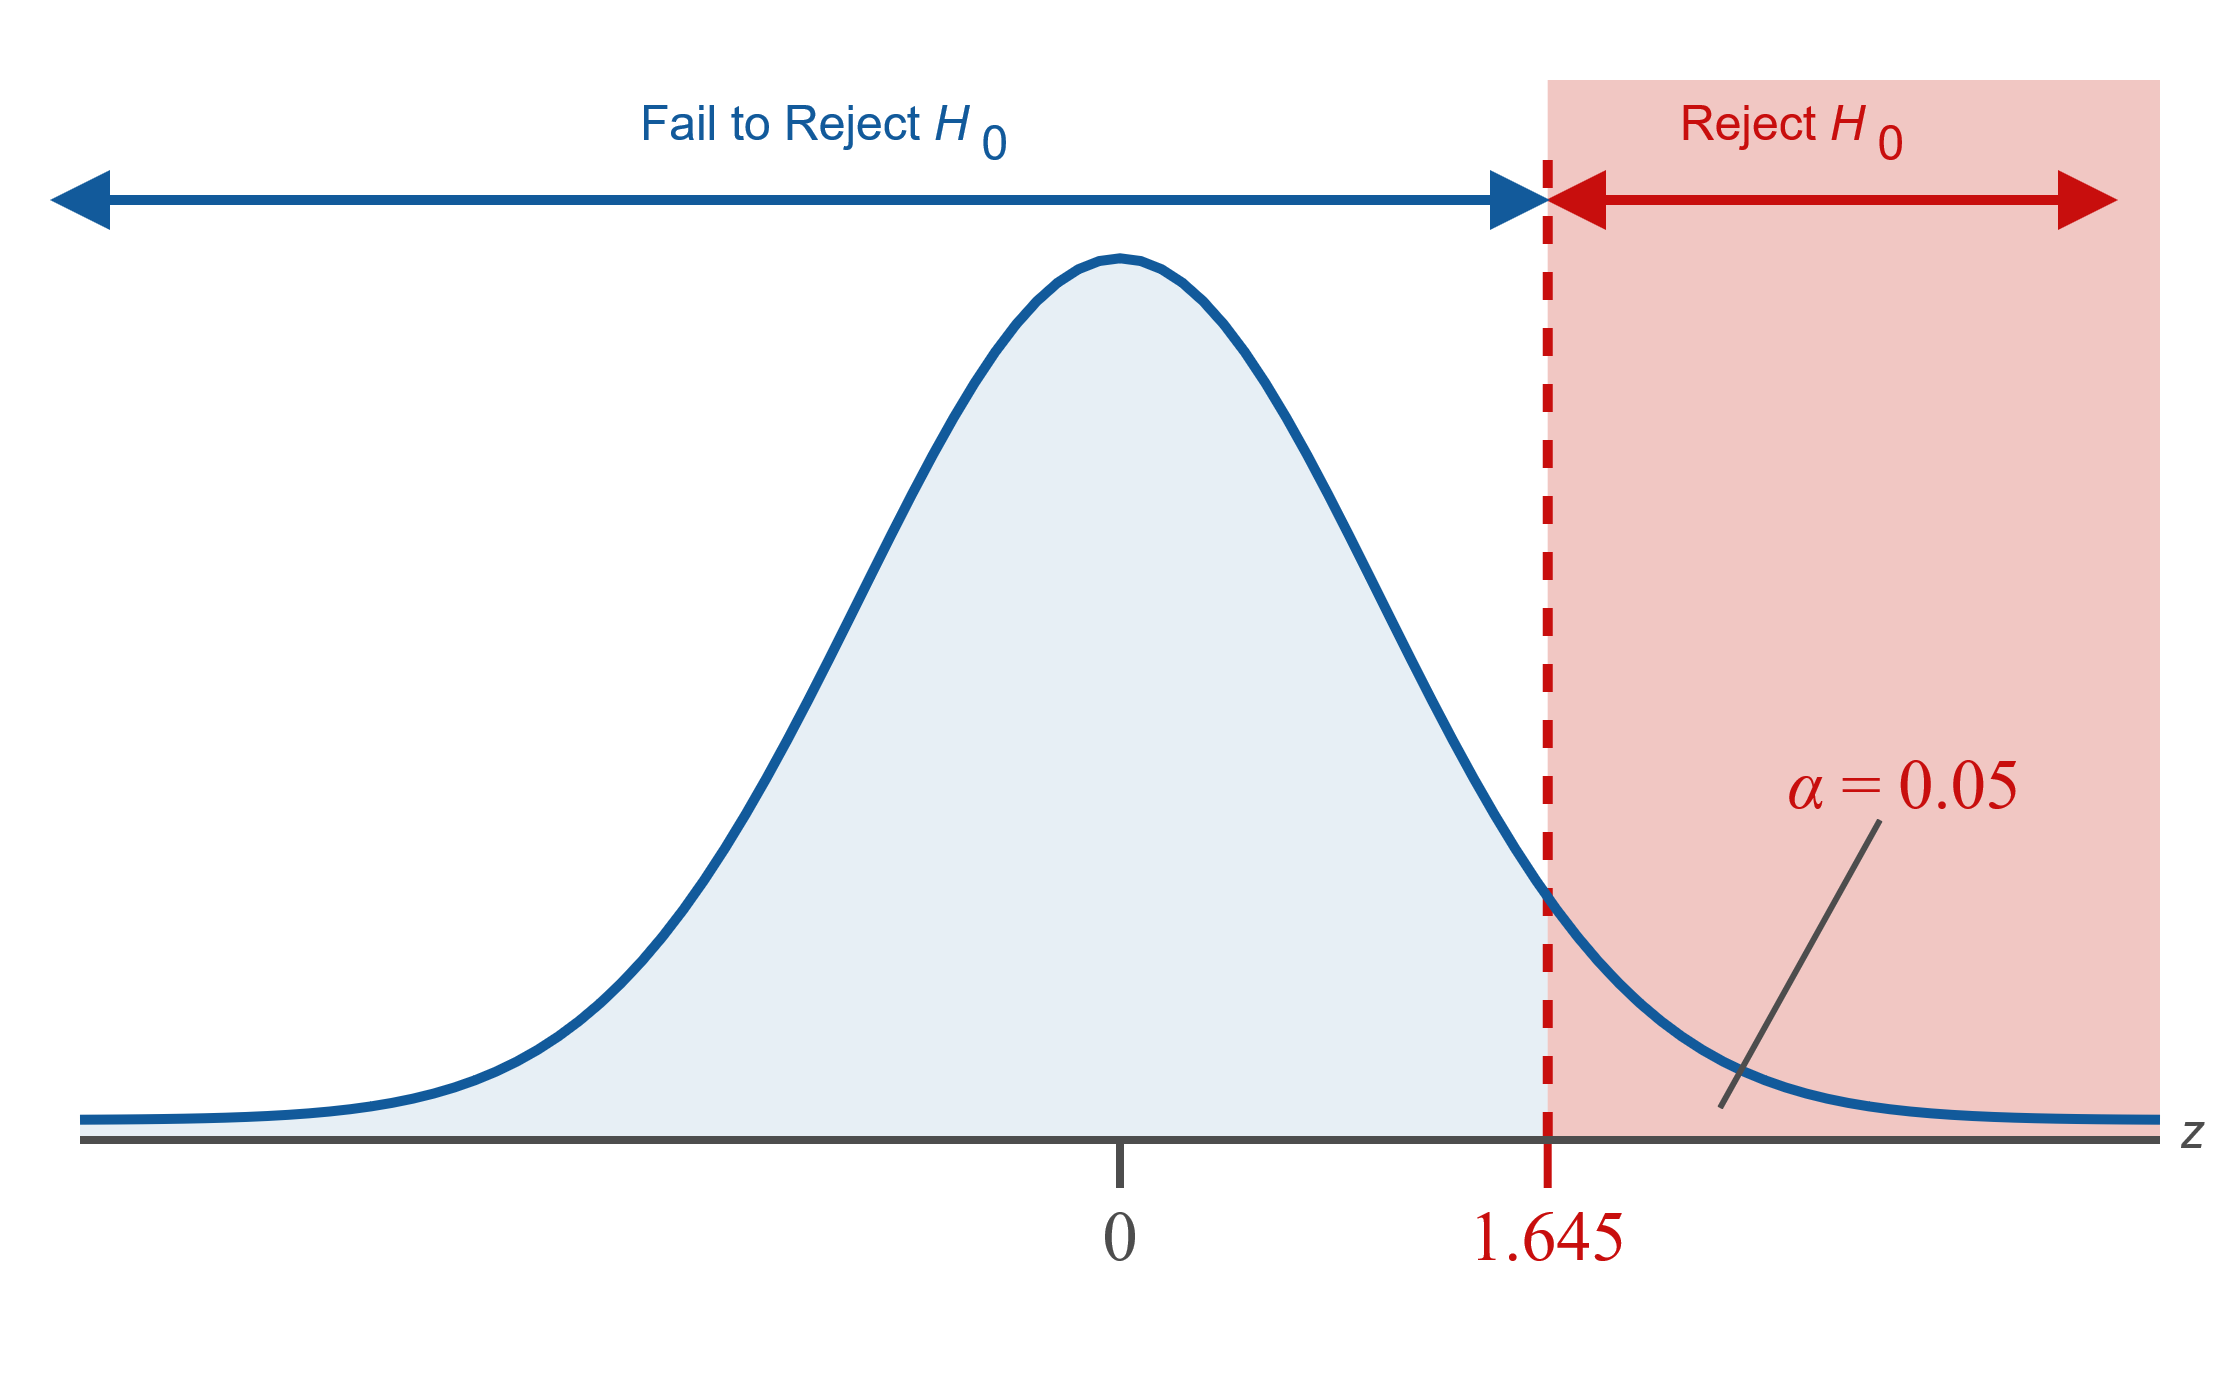 Fail to Reject H 0
Reject H 0
α = 0.05
z
0
1.645